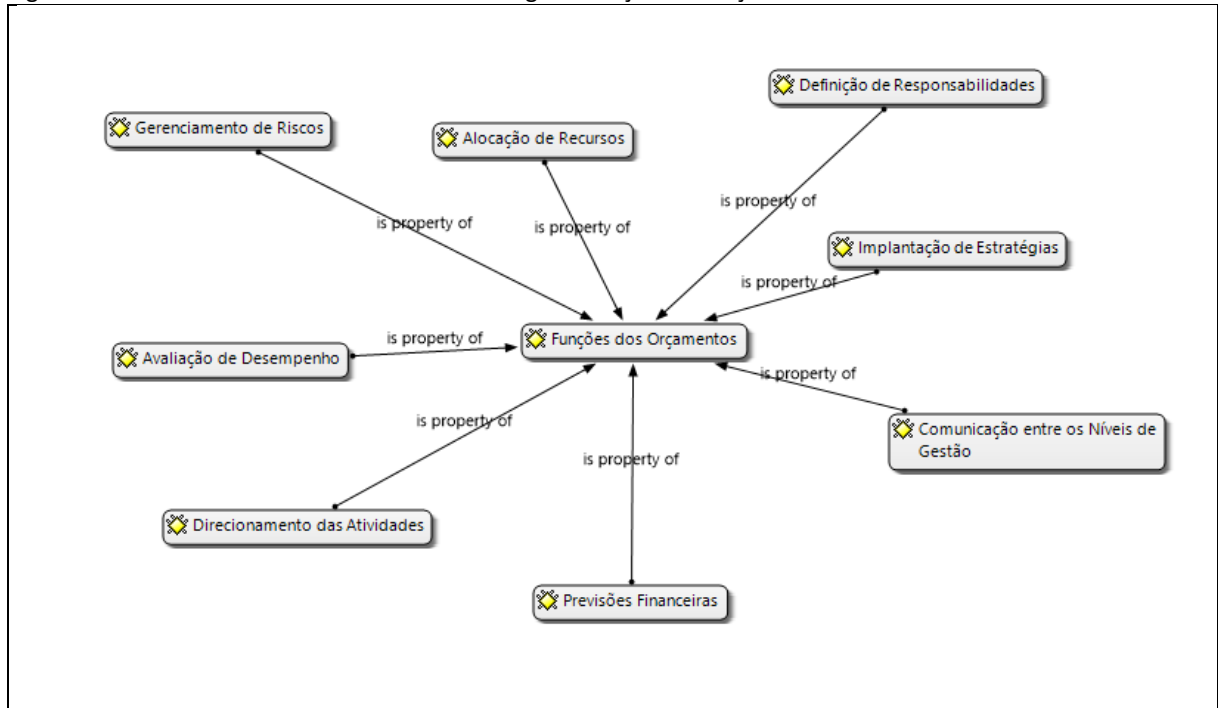 Definição de Responsabilidades
Gerenciamento de Riscos
Alocação de Recursos
is property of
is property of
is property of
Implantação de Estratégias
is property of
is property of
Funções dos Orçamentos
Avaliação de Desempenho
is property of
is property of
Comunicação entre os Níveis de
Gestão
is property of
Direcionamento das Atividades
Previsões Financeiras